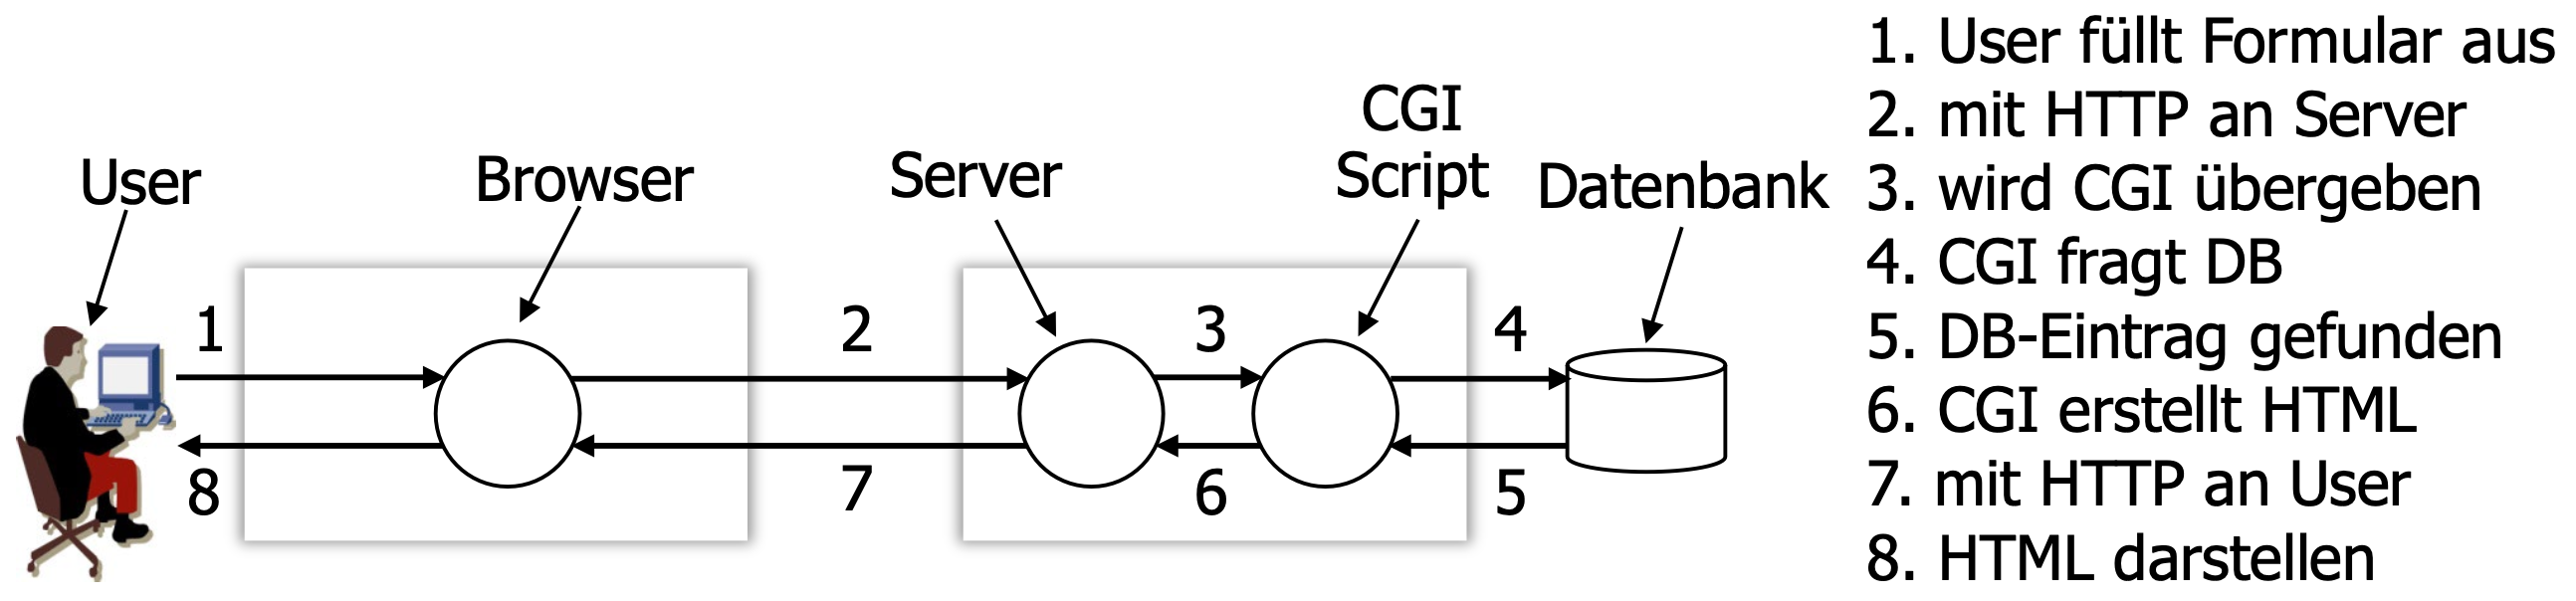 User
Browser
Server
CGI
Script
Datenbank
1
2
3
4
8
7
6
5
1. User füllt Formular aus
2. mit HTTP an Server
3. wird CGI übergeben
4. CGI fragt DB
5. DB-Eintrag gefunden
6. CGI erstellt HTML
7. mit HTTP an User
8. HTML darstellen